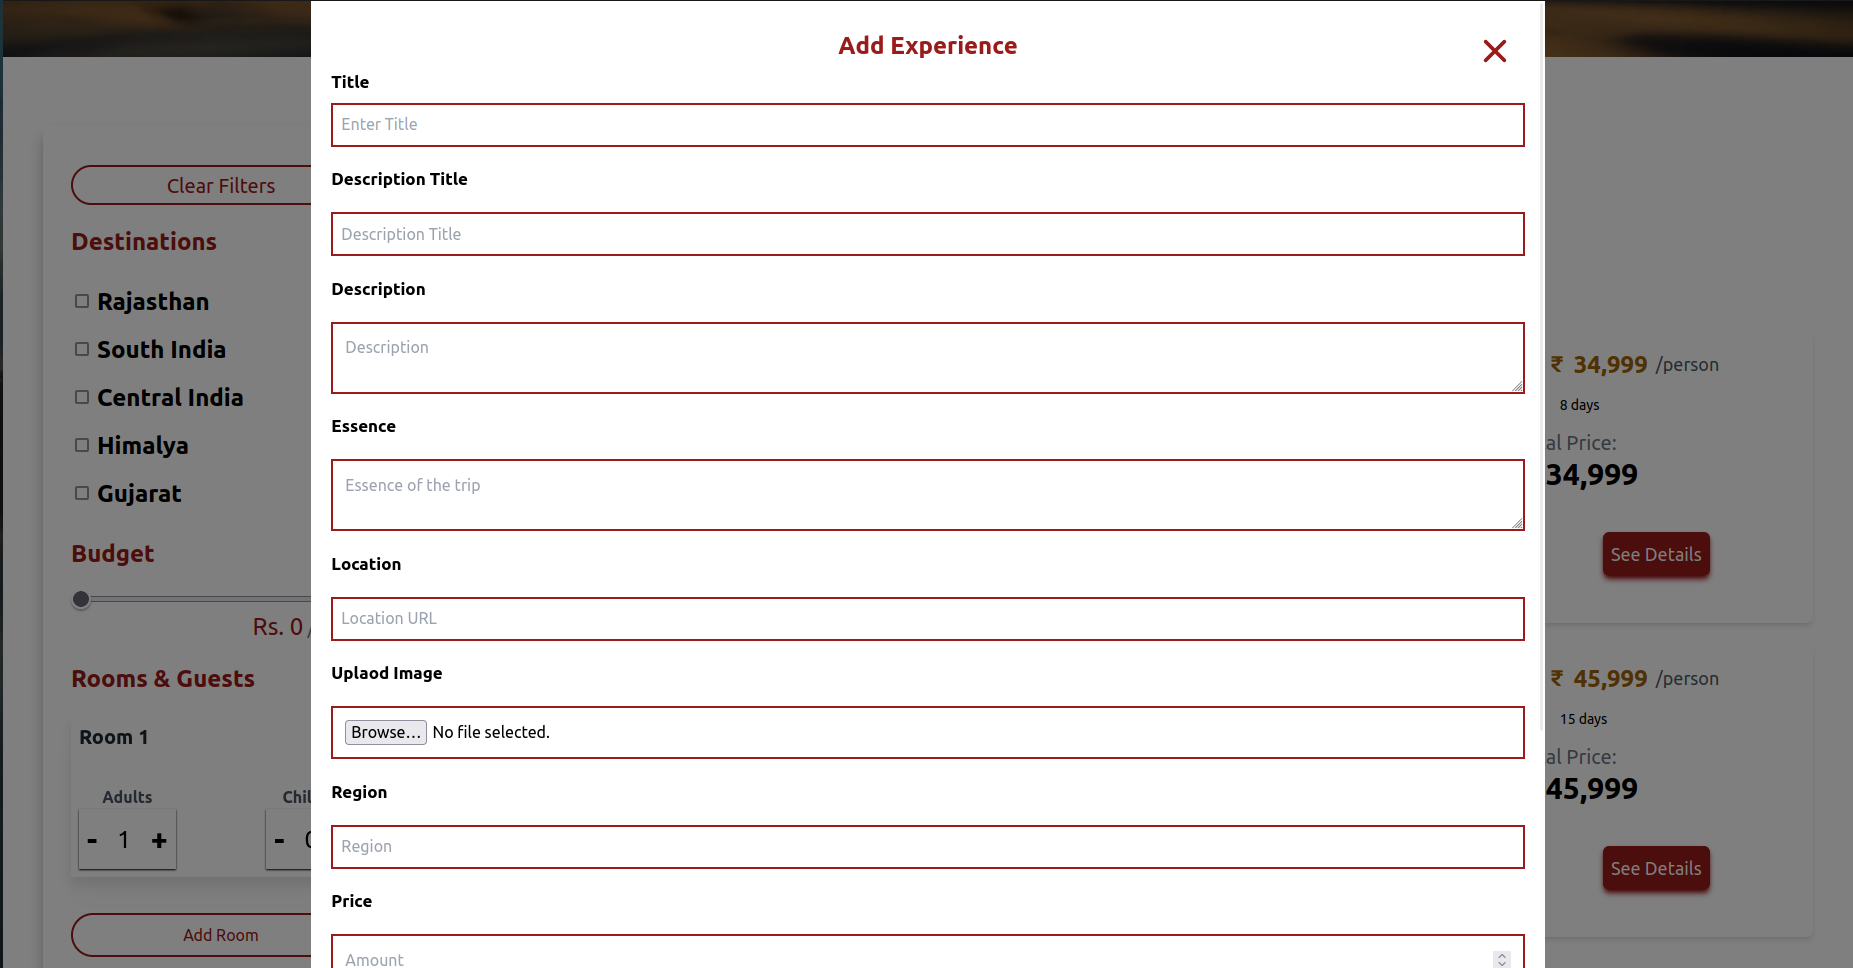 Add Experience
Title
Enter Title
Description Title
Description Title
Description
Description
Essence
Essence of the trip
Location
Location URL
Uplaod Image
Browse... No file selected.
Region
Region
Price
Amount
Clear Filters
Destinations
Rajasthan
South India
Central India
Himalya
Gujarat
Budget
Rs. 0 /
Rooms & Guests
Room 1
Adults
Chil
- 1 +
- 0
Add Room
₹ 34,999 /person
8 days
al Price:
34,999
See Details
₹ 45,999 /person
15 days
al Price:
45,999
See Details